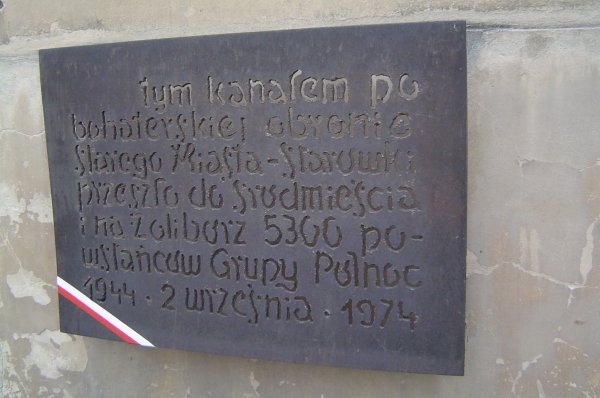 tym kanałem po
bohaterskiej obronie
Starego Miasta-Starówki
przeszło do śródmieścia
i na Żoliborz 5300 po-
wstańców Grupy Północ
1944 · 2 września · 1974